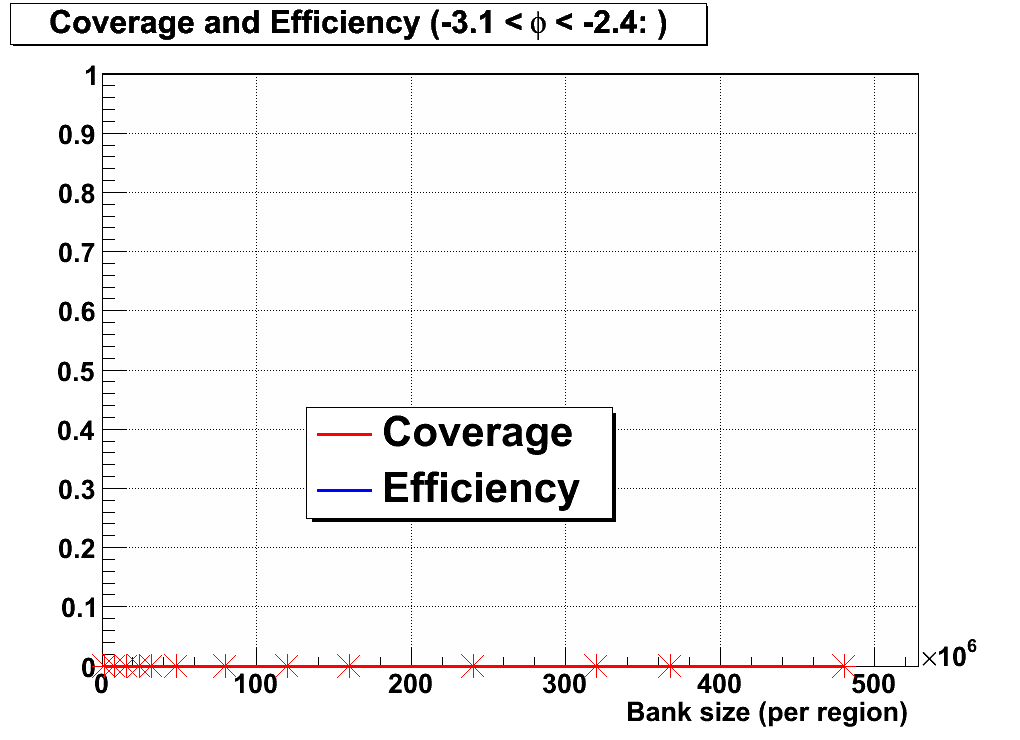 Coverage and Efficiency (-3.1 < ϕ < -2.4: )
1
0.9
0.8
0.7
0.6
0.5
0.4
Coverage
0.3
Efficiency
0.2
0.1
0
0 100 200 300 400 500 ×10⁶
Bank size (per region)